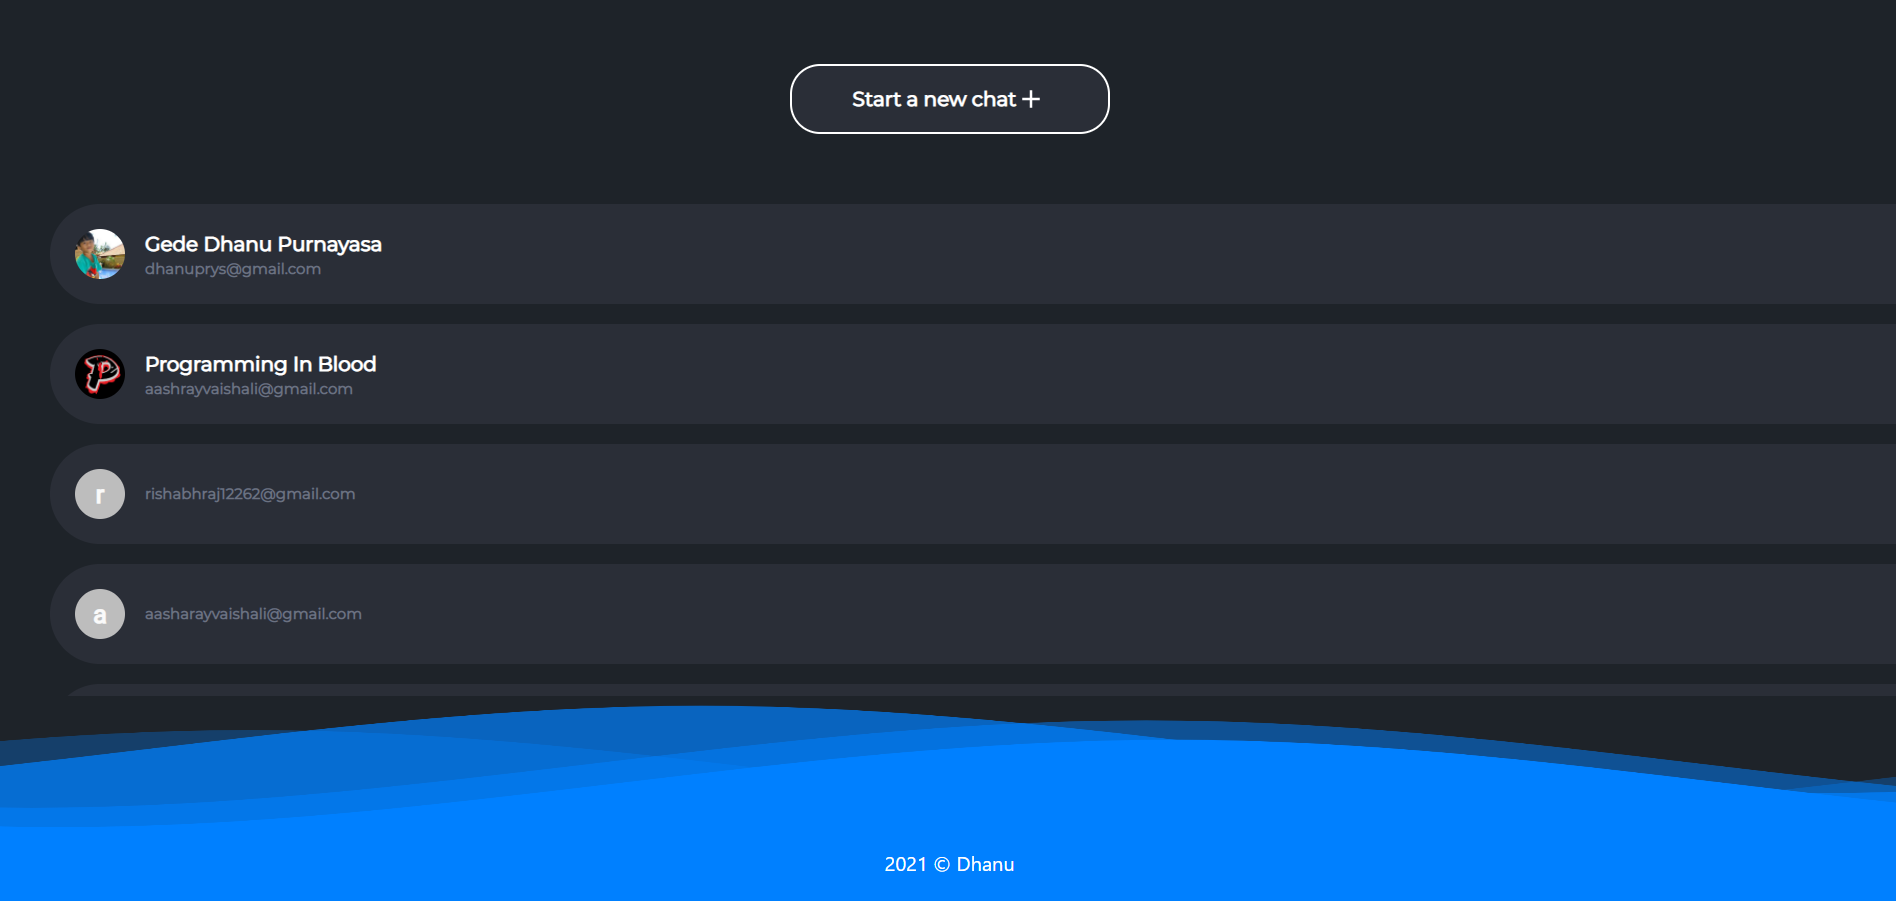 Start a new chat +
Gede Dhanu Purnayasa
dhanuprys@gmail.com
P
Programming In Blood
aashrayvaishali@gmail.com
r
rishabhraj12262@gmail.com
a
aasharayvaishali@gmail.com
2021 © Dhanu